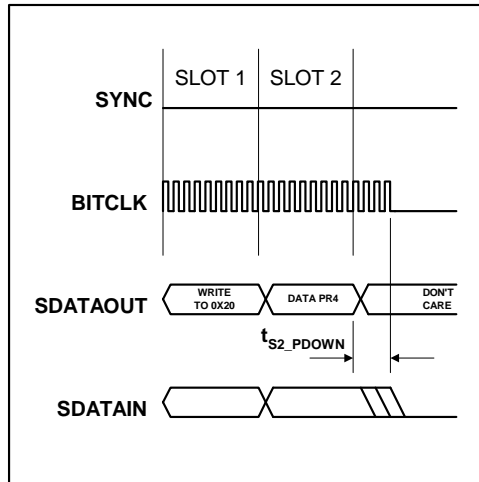 SLOT 1 SLOT 2
SYNC
BITCLK
WRITE
TO 0X20
DATA PR4
DON'T
CARE
SDATAOUT
tS2_PDOWN
SDATAIN